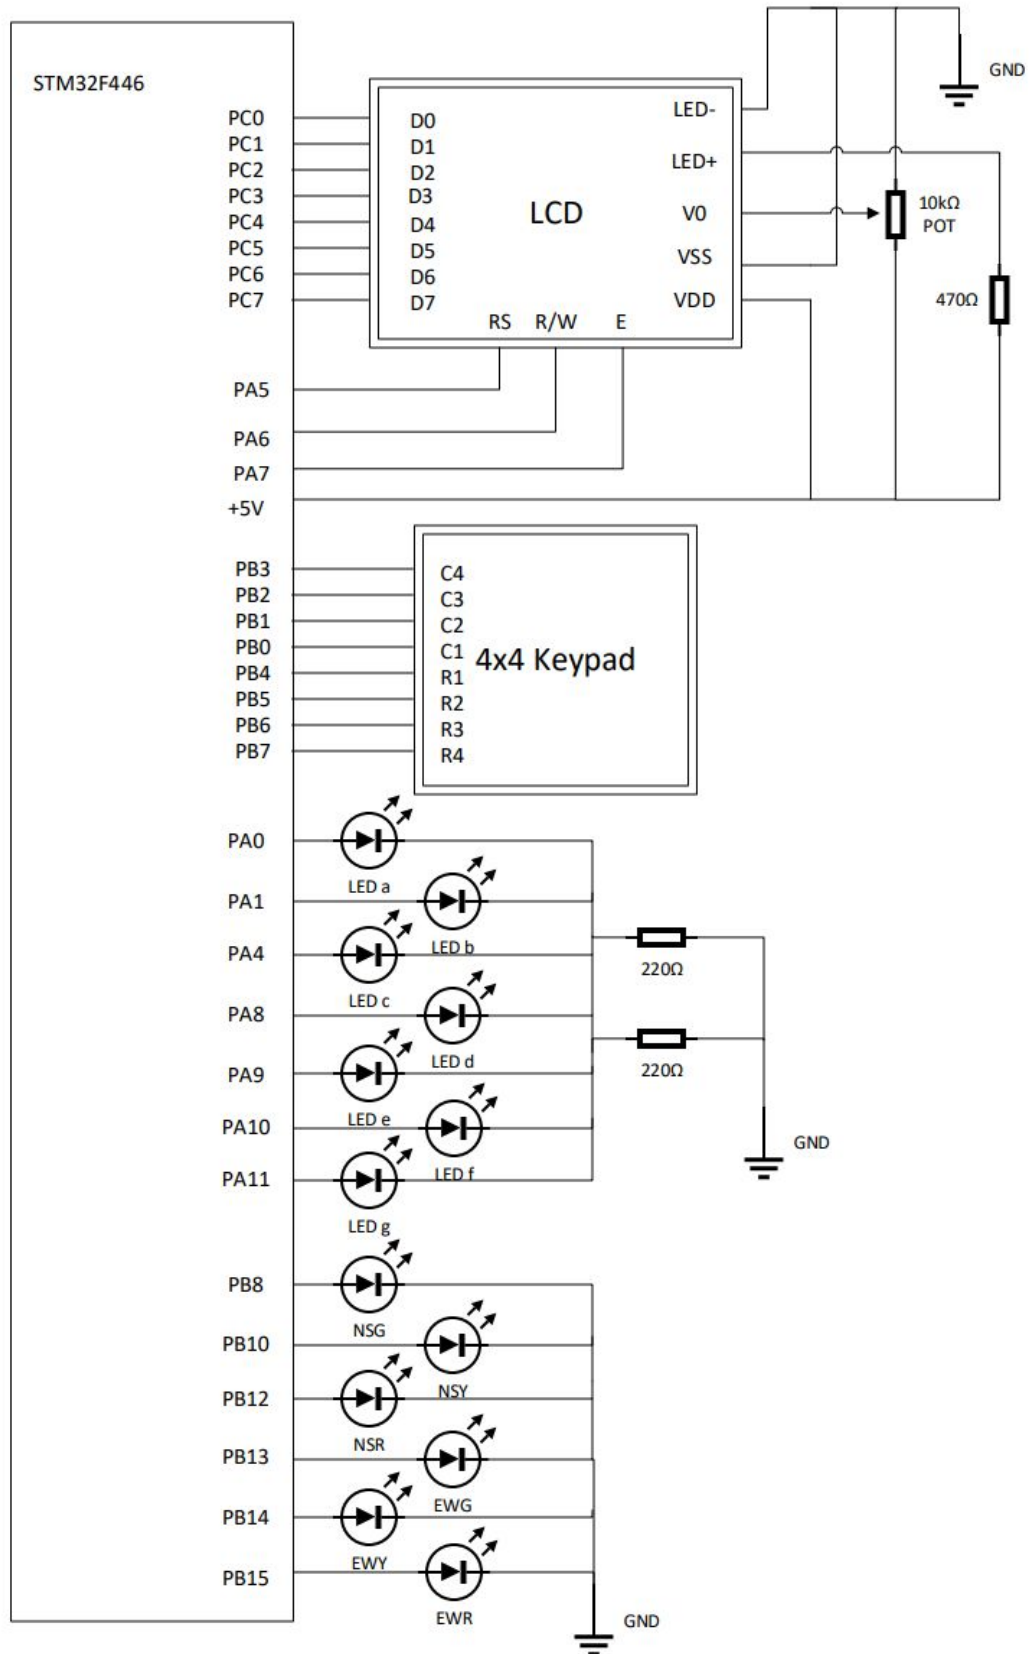 STM32F446
PC0
PC1
PC2
PC3
PC4
PC5
PC6
PC7
PA5
PA6
PA7
+5V
PB3
PB2
PB1
PB0
PB4
PB5
PB6
PB7
PA0
PA1
PA4
PA8
PA9
PA10
PA11
PB8
PB10
PB12
PB13
PB14
PB15
D0
D1
D2
D3
D4
D5
D6
D7
LCD
RS R/W E
LED-
LED+
V0
VSS
VDD
GND
10kΩ
POT
470Ω
C4
C3
C2
C1
R1
R2
R3
R4
4x4 Keypad
LED a
LED b
LED c
LED d
LED e
LED f
LED g
220Ω
220Ω
GND
NSG
NSY
NSR
EWG
EWY
EWR
GND